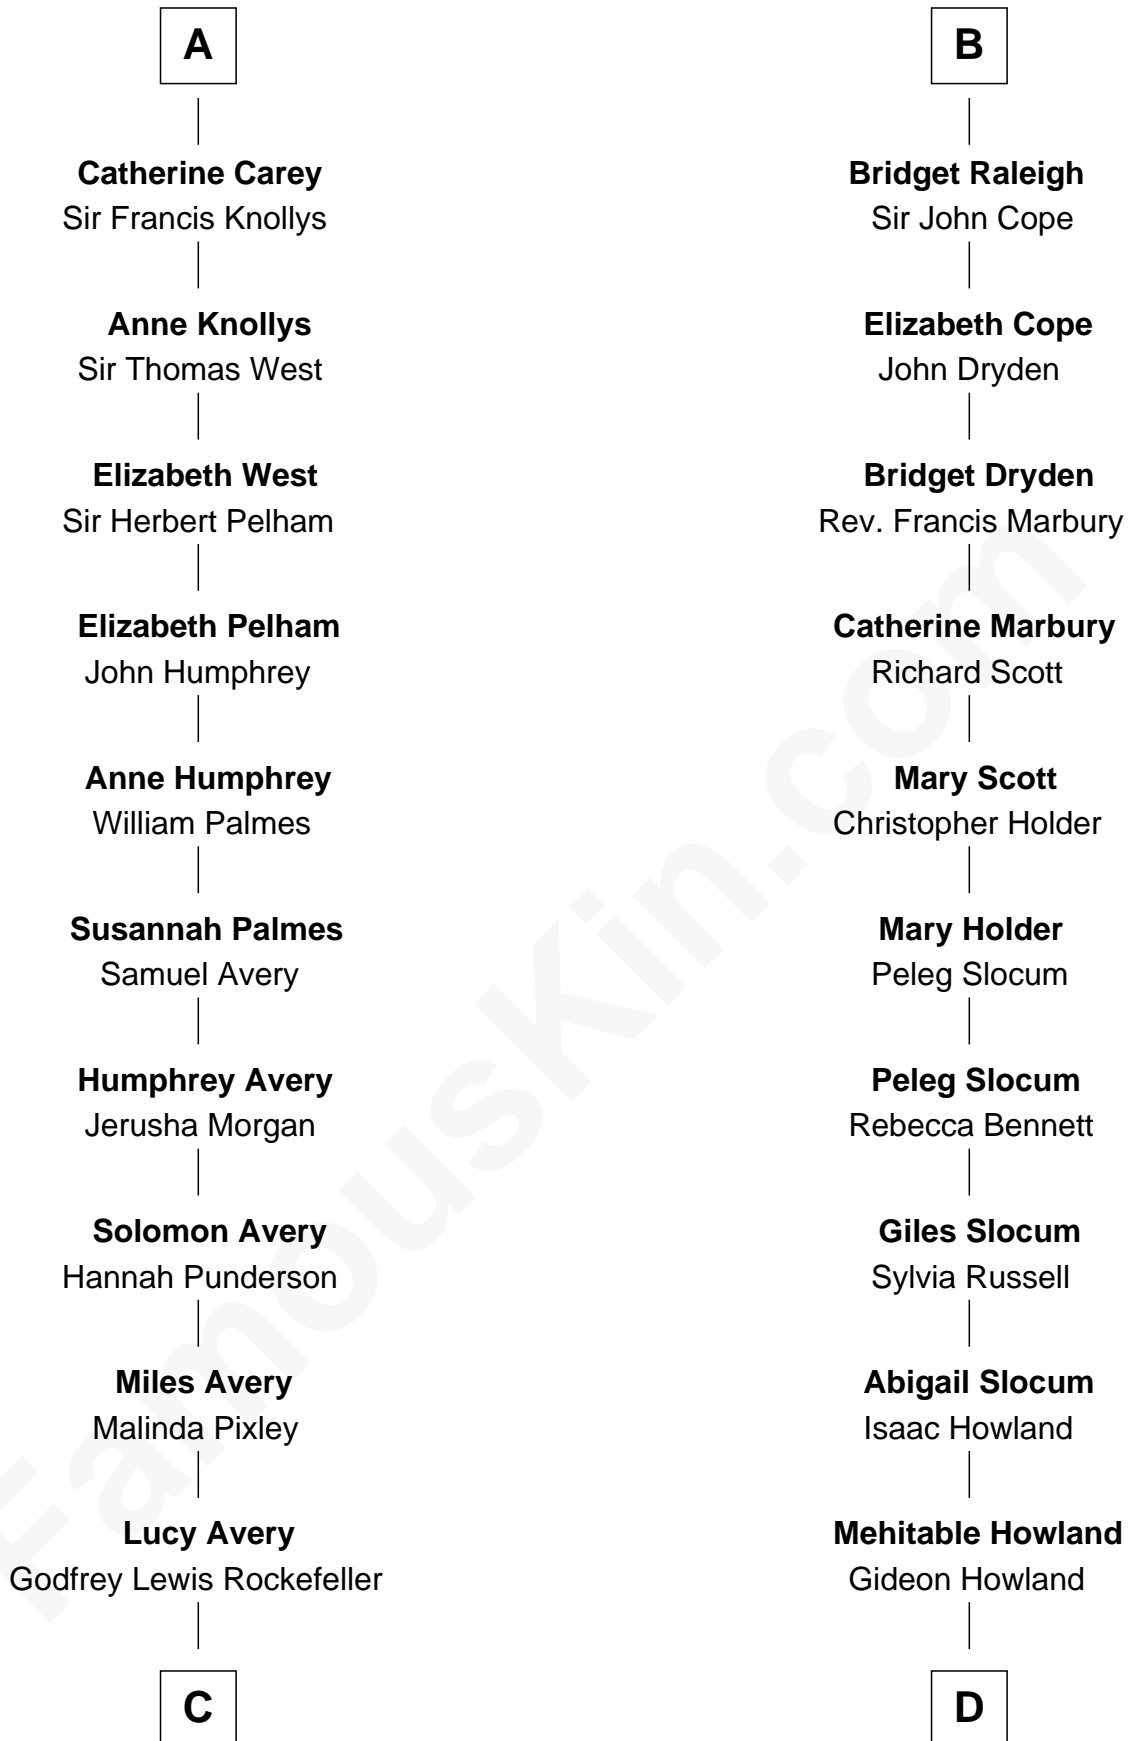 A
Catherine Carey
Sir Francis Knollys
Anne Knollys
Sir Thomas West
Elizabeth West
Sir Herbert Pelham
Elizabeth Pelham
John Humphrey
Anne Humphrey
William Palmes
Susannah Palmes
Samuel Avery
Humphrey Avery
Jerusha Morgan
Solomon Avery
Hannah Punderson
Miles Avery
Malinda Pixley
Lucy Avery
Godfrey Lewis Rockefeller
C
B
Bridget Raleigh
Sir John Cope
Elizabeth Cope
John Dryden
Bridget Dryden
Rev. Francis Marbury
Catherine Marbury
Richard Scott
Mary Scott
Christopher Holder
Mary Holder
Peleg Slocum
Peleg Slocum
Rebecca Bennett
Giles Slocum
Sylvia Russell
Abigail Slocum
Isaac Howland
Mehitable Howland
Gideon Howland
D
FamousKin.com